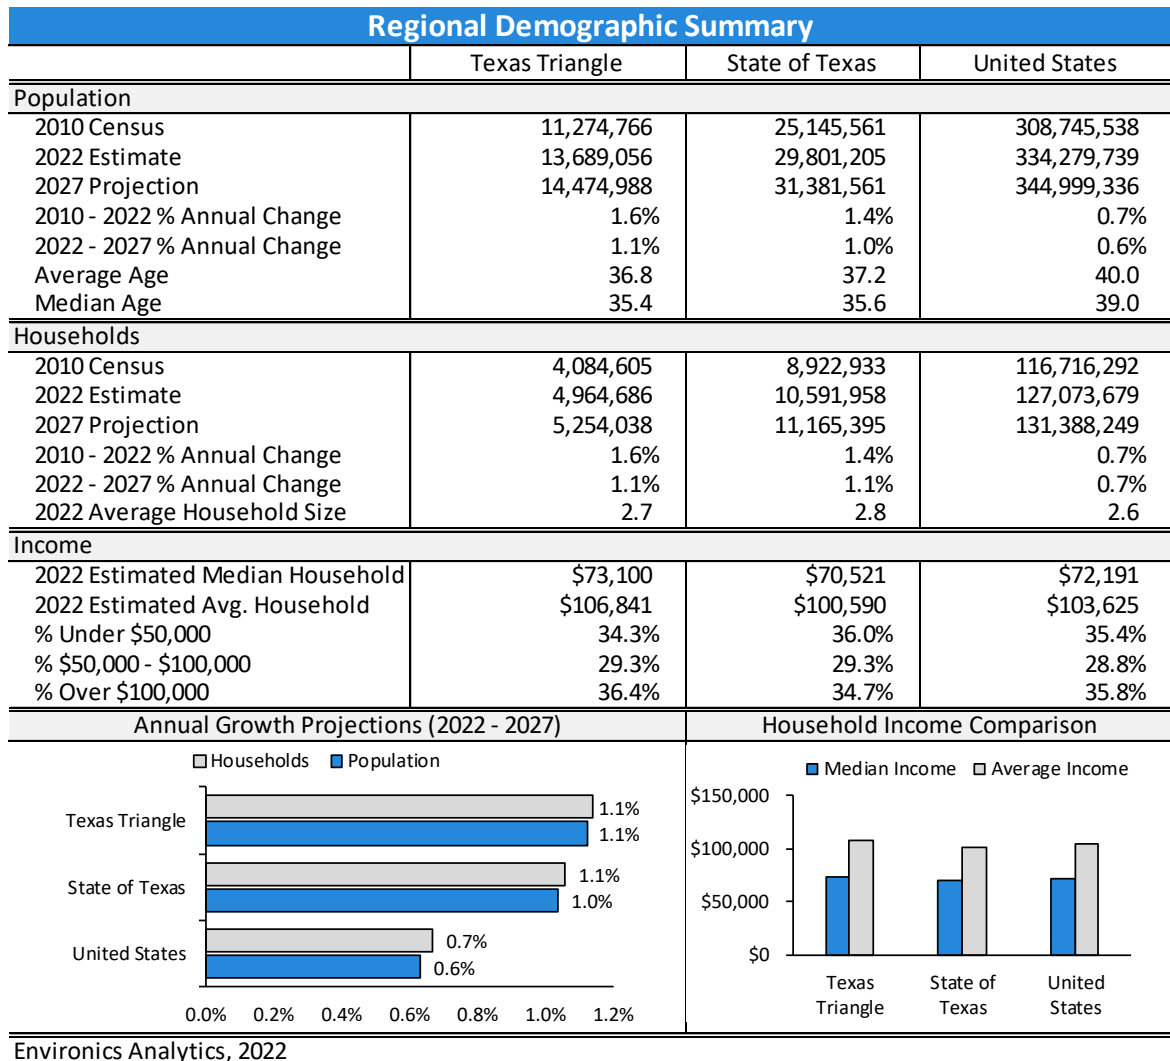 Regional Demographic Summary
Texas Triangle State of Texas United States
Population
2010 Census 11,274,766 25,145,561 308,745,538
2022 Estimate 13,689,056 29,801,205 334,279,739
2027 Projection 14,474,988 31,381,561 344,999,336
2010 - 2022 % Annual Change 1.6% 1.4% 0.7%
2022 - 2027 % Annual Change 1.1% 1.0% 0.6%
Average Age 36.8 37.2 40.0
Median Age 35.4 35.6 39.0
Households
2010 Census 4,084,605 8,922,933 116,716,292
2022 Estimate 4,964,686 10,591,958 127,073,679
2027 Projection 5,254,038 11,165,395 131,388,249
2010 - 2022 % Annual Change 1.6% 1.4% 0.7%
2022 - 2027 % Annual Change 1.1% 1.1% 0.7%
2022 Average Household Size 2.7 2.8 2.6
Income
2022 Estimated Median Household $73,100 $70,521 $72,191
2022 Estimated Avg. Household $106,841 $100,590 $103,625
% Under $50,000 34.3% 36.0% 35.4%
% $50,000 - $100,000 29.3% 29.3% 28.8%
% Over $100,000 36.4% 34.7% 35.8%
Annual Growth Projections (2022 - 2027)
Households Population
Texas Triangle
1.1%
1.1%
State of Texas
1.1%
1.0%
United States
0.7%
0.6%
0.0% 0.2% 0.4% 0.6% 0.8% 1.0% 1.2%
Household Income Comparison
Median Income Average Income
$150,000
$100,000
$50,000
$0
Texas Triangle
State of Texas
United States
Environics Analytics, 2022